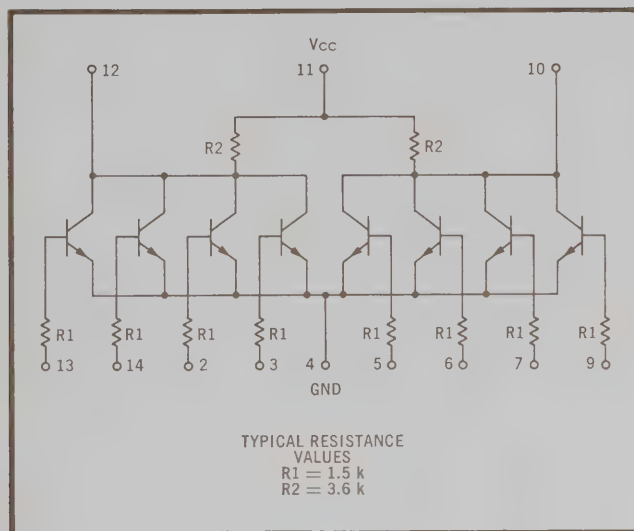 Vcc
12 11 10
R2 R2
R1 R1 R1 R1 R1 R1 R1 R1
13 14 2 3 4 5 6 7 9
GND
TYPICAL RESISTANCE
VALUES
R1 = 1.5 k
R2 = 3.6 k